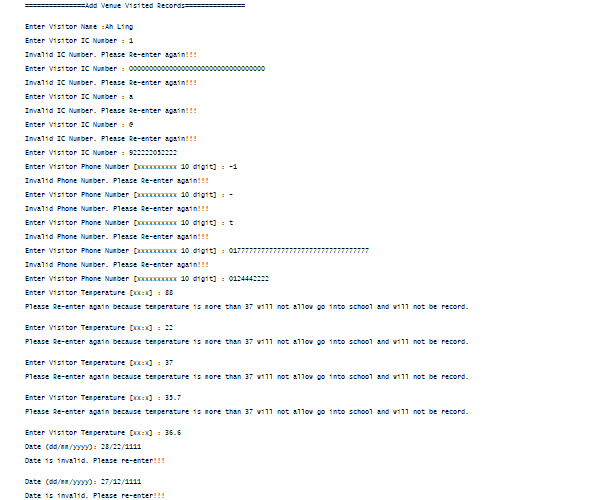 ===============Add Venue Visited Records===============
Enter Visitor Name :Ah Ling
Enter Visitor IC Number : 1
Invalid IC Number. Please Re-enter again!!!
Enter Visitor IC Number : 0000000000000000000000000000000000
Invalid IC Number. Please Re-enter again!!!
Enter Visitor IC Number : a
Invalid IC Number. Please Re-enter again!!!
Enter Visitor IC Number : @
Invalid IC Number. Please Re-enter again!!!
Enter Visitor IC Number : 922222052222
Enter Visitor Phone Number [xxxxxxxxxx 10 digit] : -1
Invalid Phone Number. Please Re-enter again!!!
Enter Visitor Phone Number [xxxxxxxxxx 10 digit] : -
Invalid Phone Number. Please Re-enter again!!!
Enter Visitor Phone Number [xxxxxxxxxx 10 digit] : t
Invalid Phone Number. Please Re-enter again!!!
Enter Visitor Phone Number [xxxxxxxxxx 10 digit] : 01777777777777777777777777777777777
Invalid Phone Number. Please Re-enter again!!!
Enter Visitor Phone Number [xxxxxxxxxx 10 digit] : 0124442222
Enter Visitor Temperature [xx:x] : 88
Please Re-enter again because temperature is more than 37 will not allow go into school and will not be record.
Enter Visitor Temperature [xx:x] : 22
Please Re-enter again because temperature is more than 37 will not allow go into school and will not be record.
Enter Visitor Temperature [xx:x] : 37
Please Re-enter again because temperature is more than 37 will not allow go into school and will not be record.
Enter Visitor Temperature [xx:x] : 35.7
Please Re-enter again because temperature is more than 37 will not allow go into school and will not be record.
Enter Visitor Temperature [xx:x] : 36.6
Date (dd/mm/yyyy): 28/22/1111
Date is invalid. Please re-enter!!!
Date (dd/mm/yyyy): 27/12/1111
Date is invalid. Please re-enter!!!